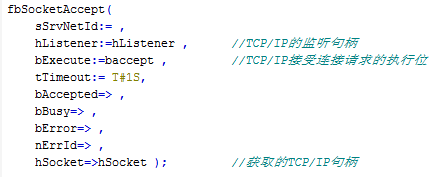 fbSocketAccept(
sSrvNetId:= ,
hListener:=hListener , //TCP/IP的监听句柄
bExecute:=baccept , //TCP/IP接受连接请求的执行位
tTimeout:= T#1S,
bAccepted=> ,
bBusy=> ,
bError=> ,
nErrId=> ,
hSocket=>hSocket ); //获取的TCP/IP句柄